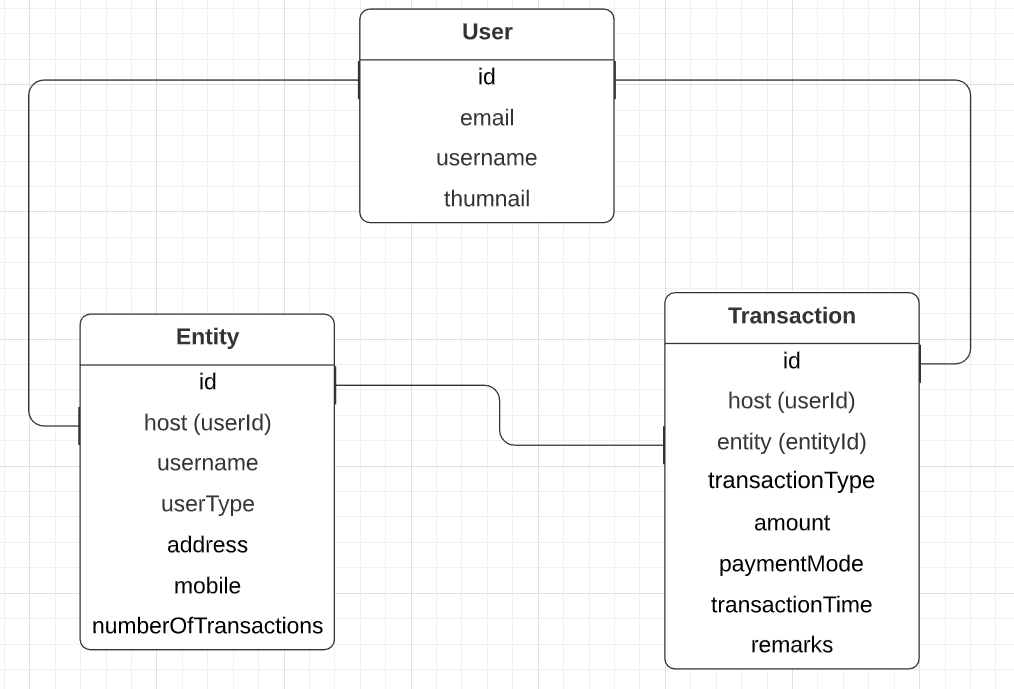 User
id
email
username
thumnail
Entity
id
host (userId)
username
userType
address
mobile
numberOfTransactions
Transaction
id
host (userId)
entity (entityId)
transactionType
amount
paymentMode
transactionTime
remarks